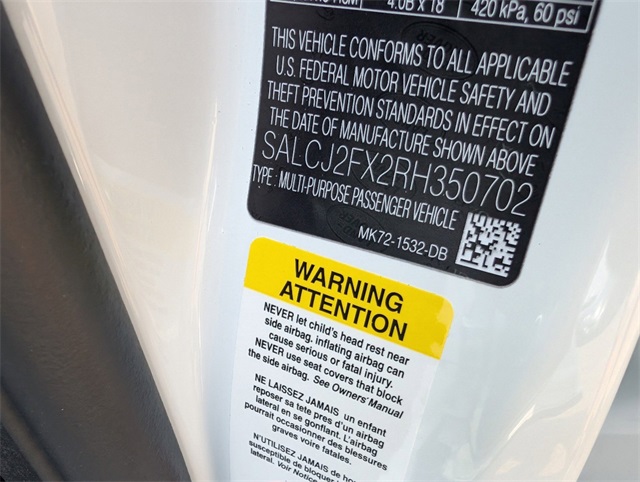 4.0B x 18 420 kPa, 60 psi
THIS VEHICLE CONFORMS TO ALL APPLICABLE
U.S. FEDERAL MOTOR VEHICLE SAFETY AND
THEFT PREVENTION STANDARDS IN EFFECT ON
THE DATE OF MANUFACTURE SHOWN ABOVE
SALCJ2FX2RH350702
TYPE : MULTI-PURPOSE PASSENGER VEHICLE
MK72-1532-DB
WARNING
ATTENTION
NEVER let child's head rest near
side airbag. inflating airbag can
cause serious or fatal injury.
NEVER use seat covers that block
the side airbag. See Owners' Manual
NE LAISSEZ JAMAIS un enfant
reposer sa tete pres d'un airbag
lateral en se gonflant. L'airbag
pourrait occasionner des blessures
graves voire fatales.
N'UTILISEZ JAMAIS de
susceptible de bloquer
lateral. Voir Notice